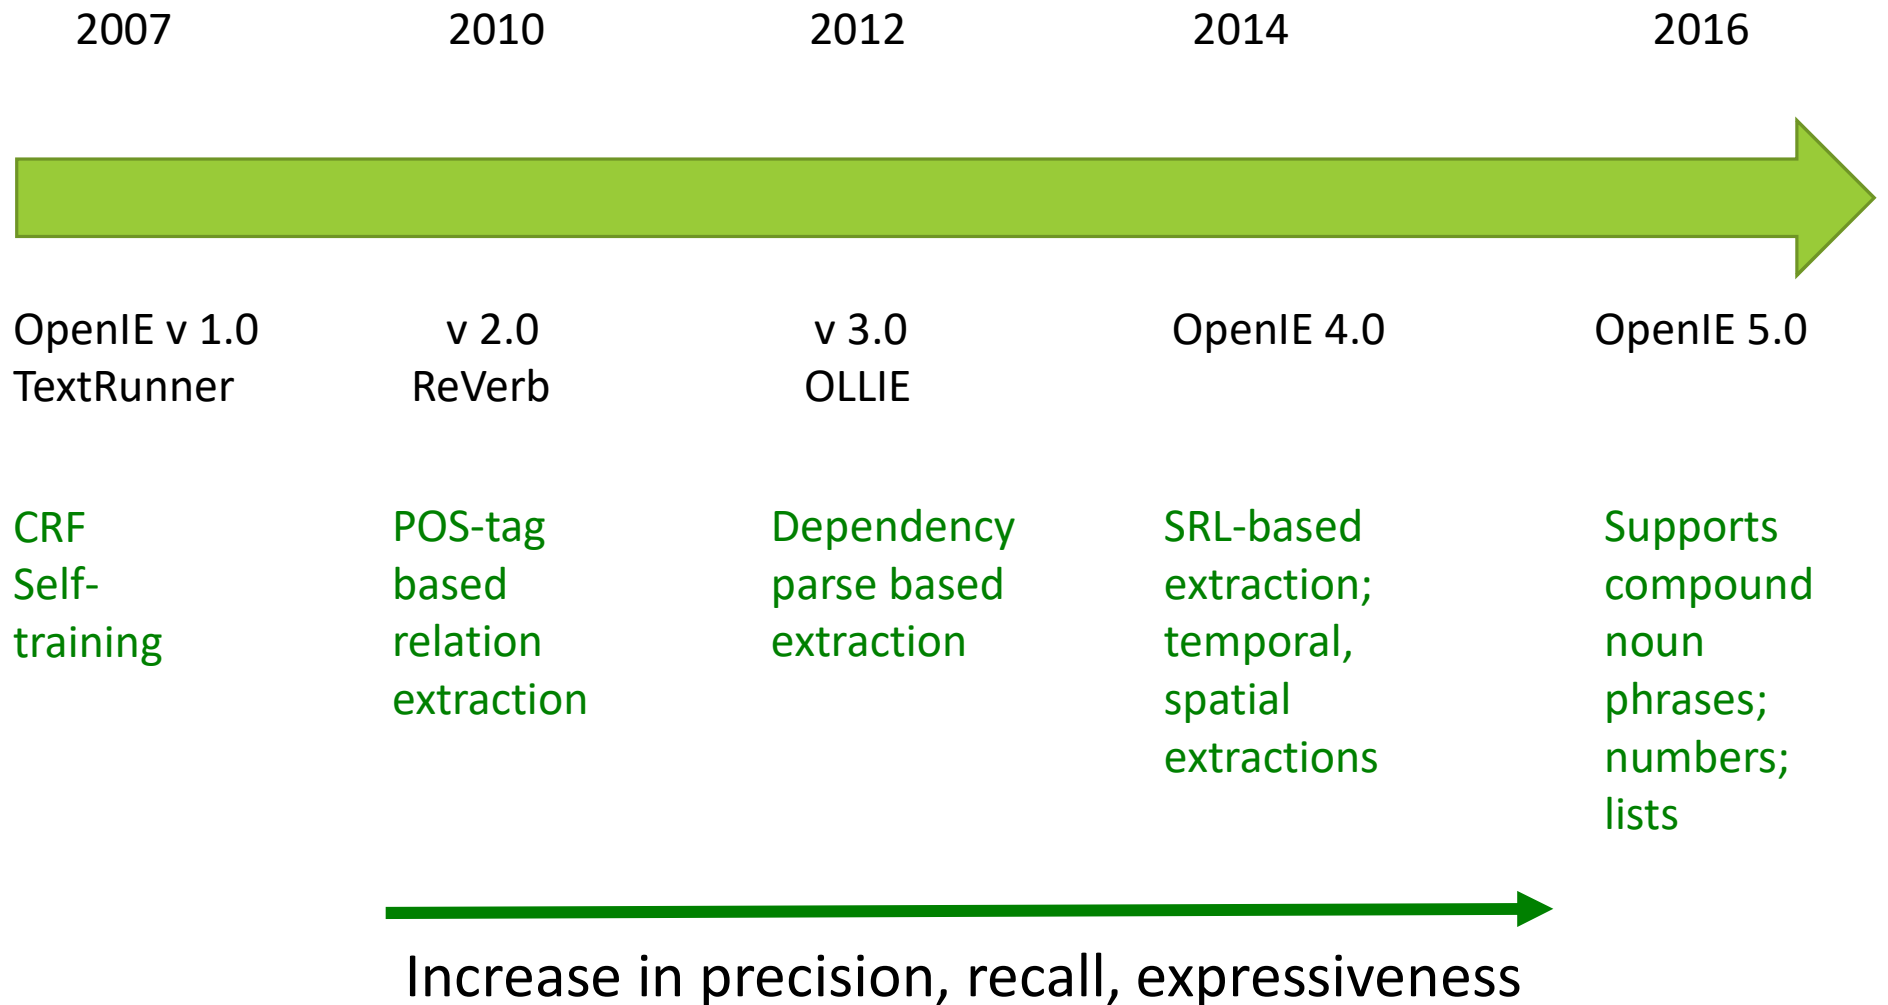 2007 2010 2012 2014 2016
OpenIE v 1.0 v 2.0 v 3.0 OpenIE 4.0 OpenIE 5.0
TextRunner ReVerb OLLIE
CRF POS-tag Dependency SRL-based Supports
Self- based parse based extraction; compound
training relation extraction temporal, noun
extraction spatial phrases;
extractions numbers;
lists
Increase in precision, recall, expressiveness